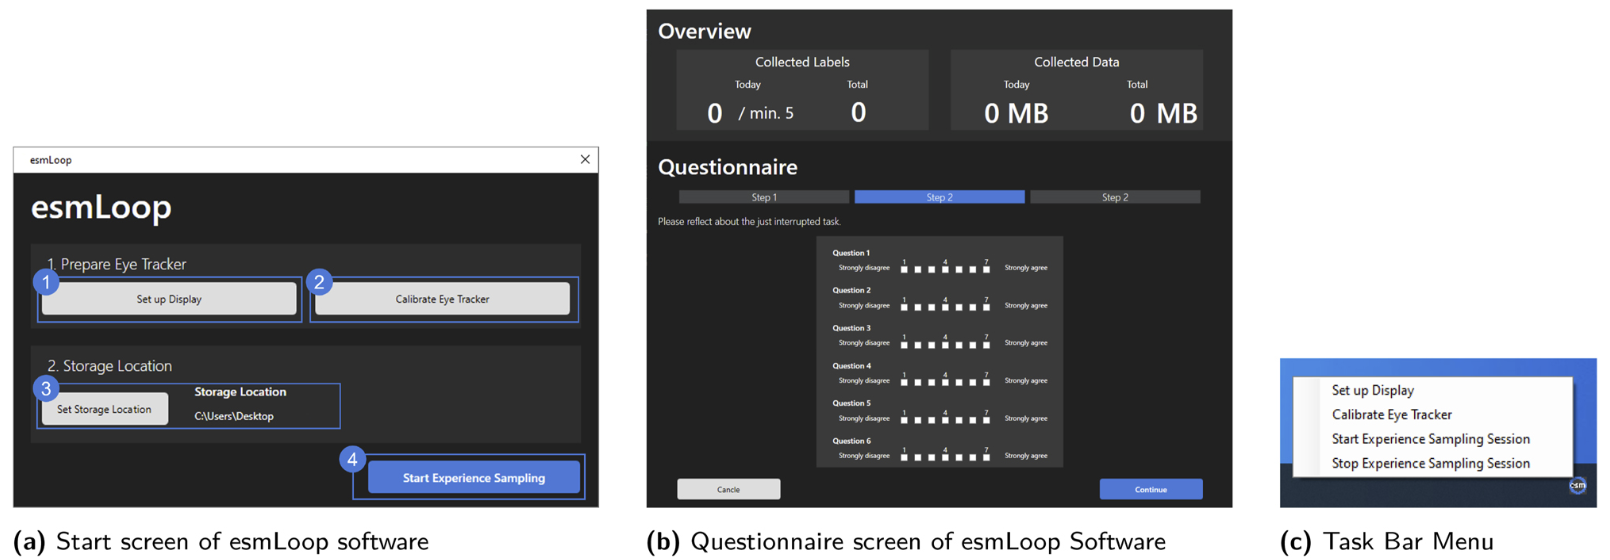 esmLoop
esmLoop
1. Prepare Eye Tracker
1
Set up Display
2
Calibrate Eye Tracker
2. Storage Location
3
Set Storage Location
Storage Location
C:\Users\Desktop
4
Start Experience Sampling
(a) Start screen of esmLoop software
Overview
Collected Labels
Today Total
0 / min. 5 0
Collected Data
Today Total
0 MB 0 MB
Questionnaire
Step 1 Step 2 Step 2
Please reflect about the just interrupted task.
Question 1
1 4 7
Strongly disagree Strongly agree
Question 2
1 4 7
Strongly disagree Strongly agree
Question 3
1 4 7
Strongly disagree Strongly agree
Question 4
1 4 7
Strongly disagree Strongly agree
Question 5
1 4 7
Strongly disagree Strongly agree
Question 6
1 4 7
Strongly disagree Strongly agree
Cancle Continue
(b) Questionnaire screen of esmLoop Software
Set up Display
Calibrate Eye Tracker
Start Experience Sampling Session
Stop Experience Sampling Session
esm
(c) Task Bar Menu